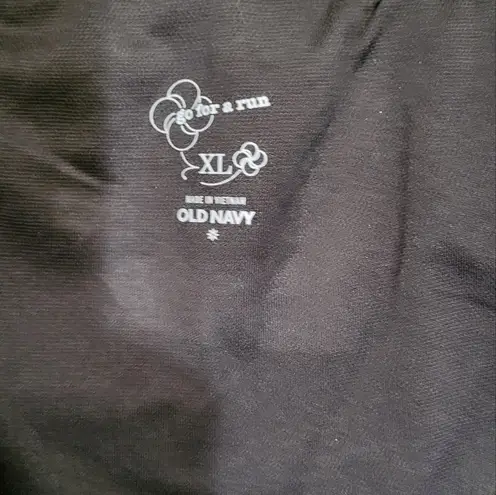 go for a run
XL
MADE IN VIETNAM
OLD NAVY